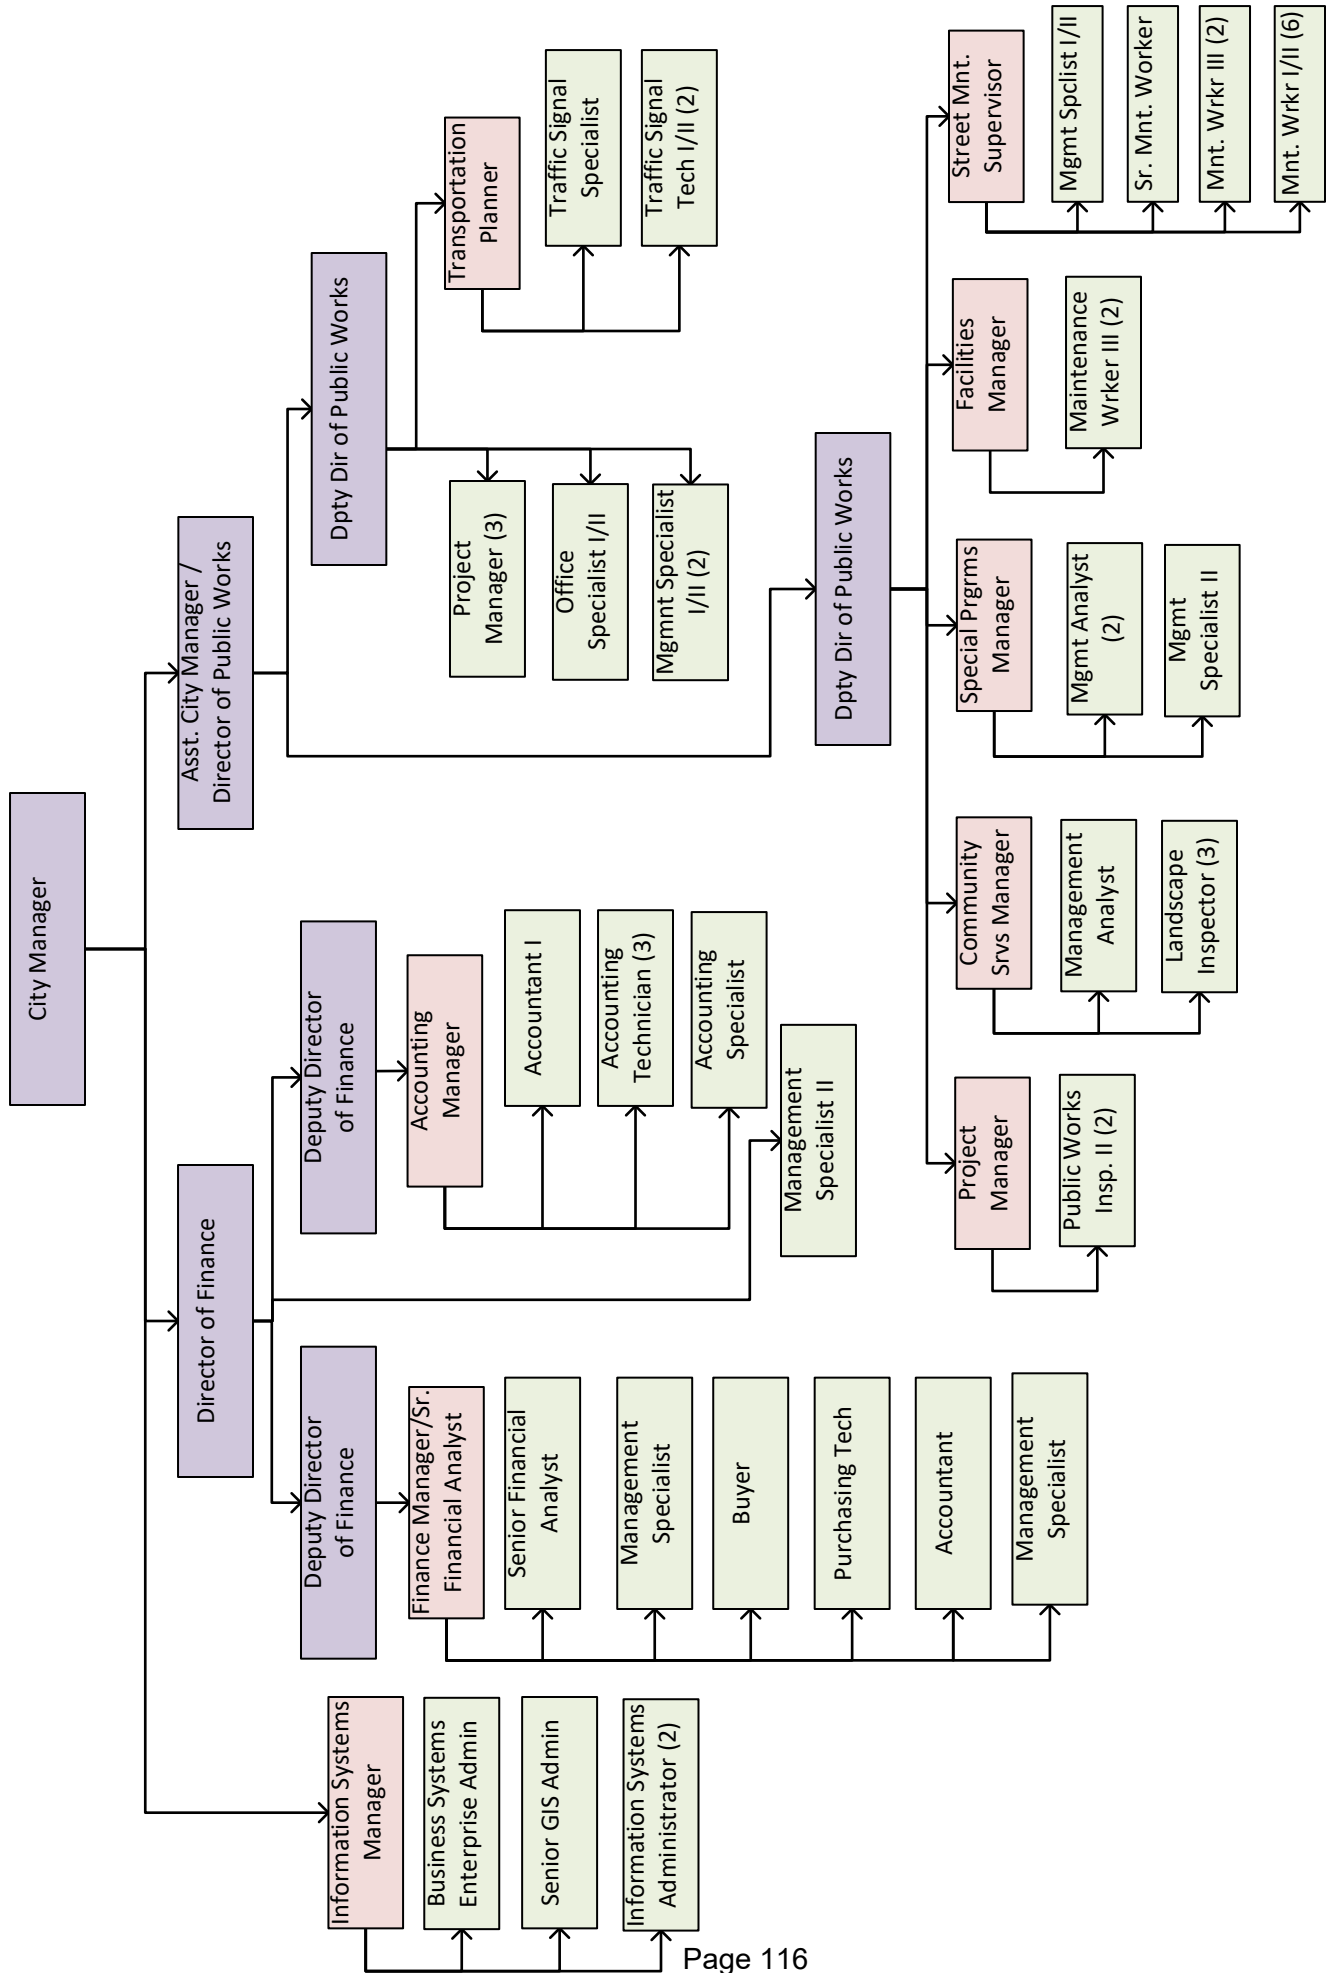 City Manager
Information Systems
Manager
Business Systems
Enterprise Admin
Senior GIS Admin
Information Systems
Administrator (2)
Director of Finance
Deputy Director
of Finance
Finance Manager/Sr.
Financial Analyst
Senior Financial
Analyst
Management
Specialist
Buyer
Purchasing Tech
Accountant
Management
Specialist
Deputy Director
of Finance
Accounting
Manager
Accountant I
Accounting
Technician (3)
Accounting
Specialist
Management
Specialist II
Asst. City Manager /
Director of Public Works
Dpty Dir of Public Works
Project
Manager (3)
Office
Specialist I/II
Mgmnt Specialist
I/II (2)
Transportation
Planner
Traffic Signal
Specialist
Traffic Signal
Tech I/II (2)
Dpty Dir of Public Works
Project
Manager
Public Works
Insp. II (2)
Community
Srvs Manager
Management
Analyst
Landscape
Inspector (3)
Special Prgrms
Manager
Mgmt Analyst
(2)
Mgmt
Specialist II
Facilities
Manager
Maintenance
Wrker III (2)
Street Mnt.
Supervisor
Mgmt Spclist I/II
Sr. Mnt. Worker
Mnt. Wrkr III (2)
Mnt. Wrkr I/II (6)
Page 116